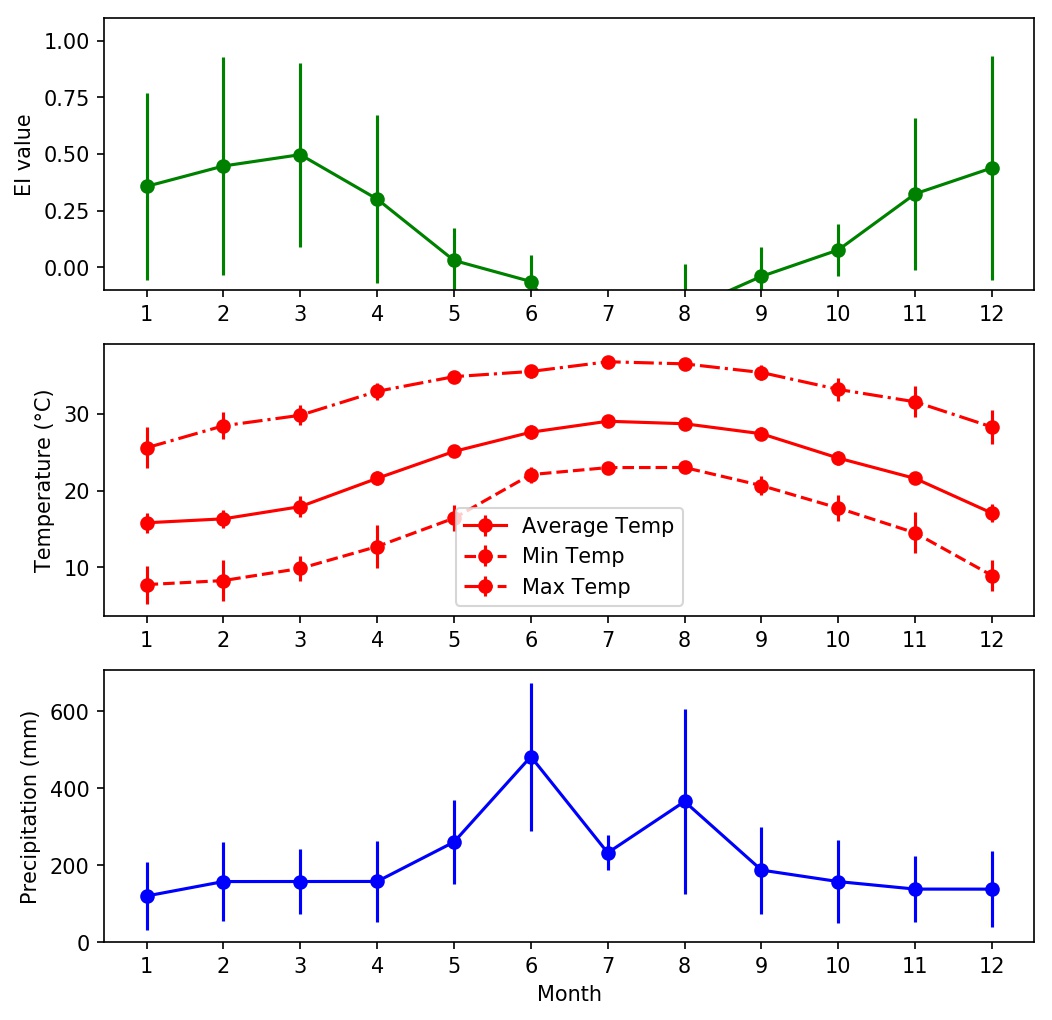 EI value
1.00
0.75
0.50
0.25
0.00
1 2 3 4 5 6 7 8 9 10 11 12
Temperature (°C)
30
20
10
Average Temp
Min Temp
Max Temp
1 2 3 4 5 6 7 8 9 10 11 12
Precipitation (mm)
600
400
200
0
1 2 3 4 5 6 7 8 9 10 11 12
Month